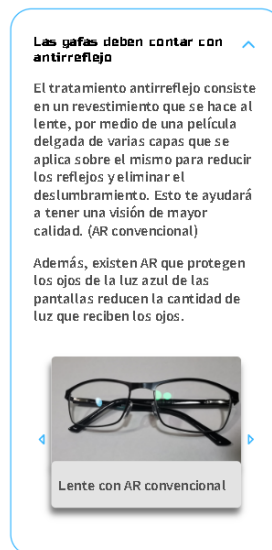 Las gafas deben contar con
antirreflejo
El tratamiento antirreflejo consiste
en un revestimiento que se hace al
lente, por medio de una película
delgada de varias capas que se
aplica sobre el mismo para reducir
los reflejos y eliminar el
deslumbramiento. Esto te ayudará
a tener una visión de mayor
calidad. (AR convencional)
Además, existen AR que protegen
los ojos de la luz azul de las
pantallas reducen la cantidad de
luz que reciben los ojos.
Lente con AR convencional